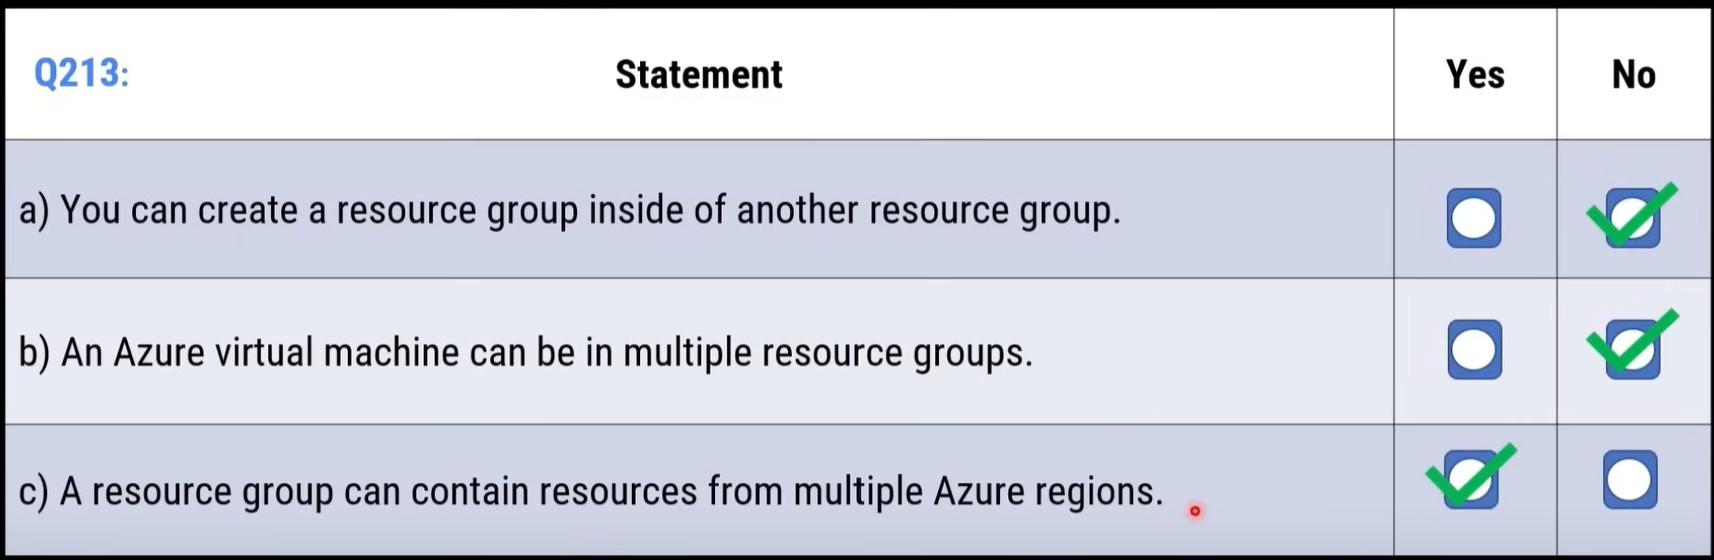 Q213: Statement Yes No
a) You can create a resource group inside of another resource group.
b) An Azure virtual machine can be in multiple resource groups.
c) A resource group can contain resources from multiple Azure regions.